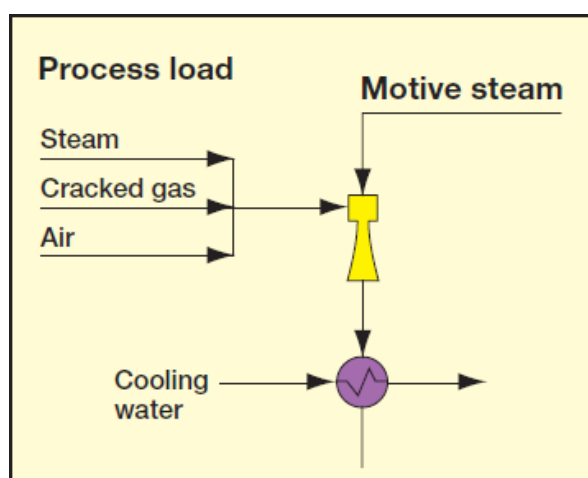 Process load
Motive steam
Steam
Cracked gas
Air
Cooling
water